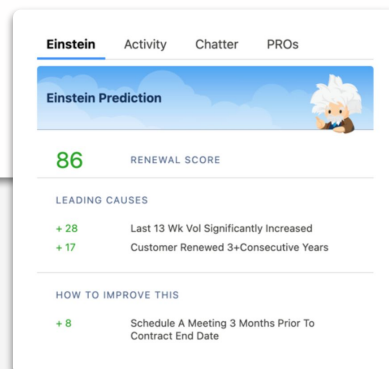 Einstein Activity Chatter PROs
Einstein Prediction
86 RENEWAL SCORE
LEADING CAUSES
+ 28 Last 13 Wk Vol Significantly Increased
+ 17 Customer Renewed 3+Consecutive Years
HOW TO IMPROVE THIS
+ 8 Schedule A Meeting 3 Months Prior To
Contract End Date